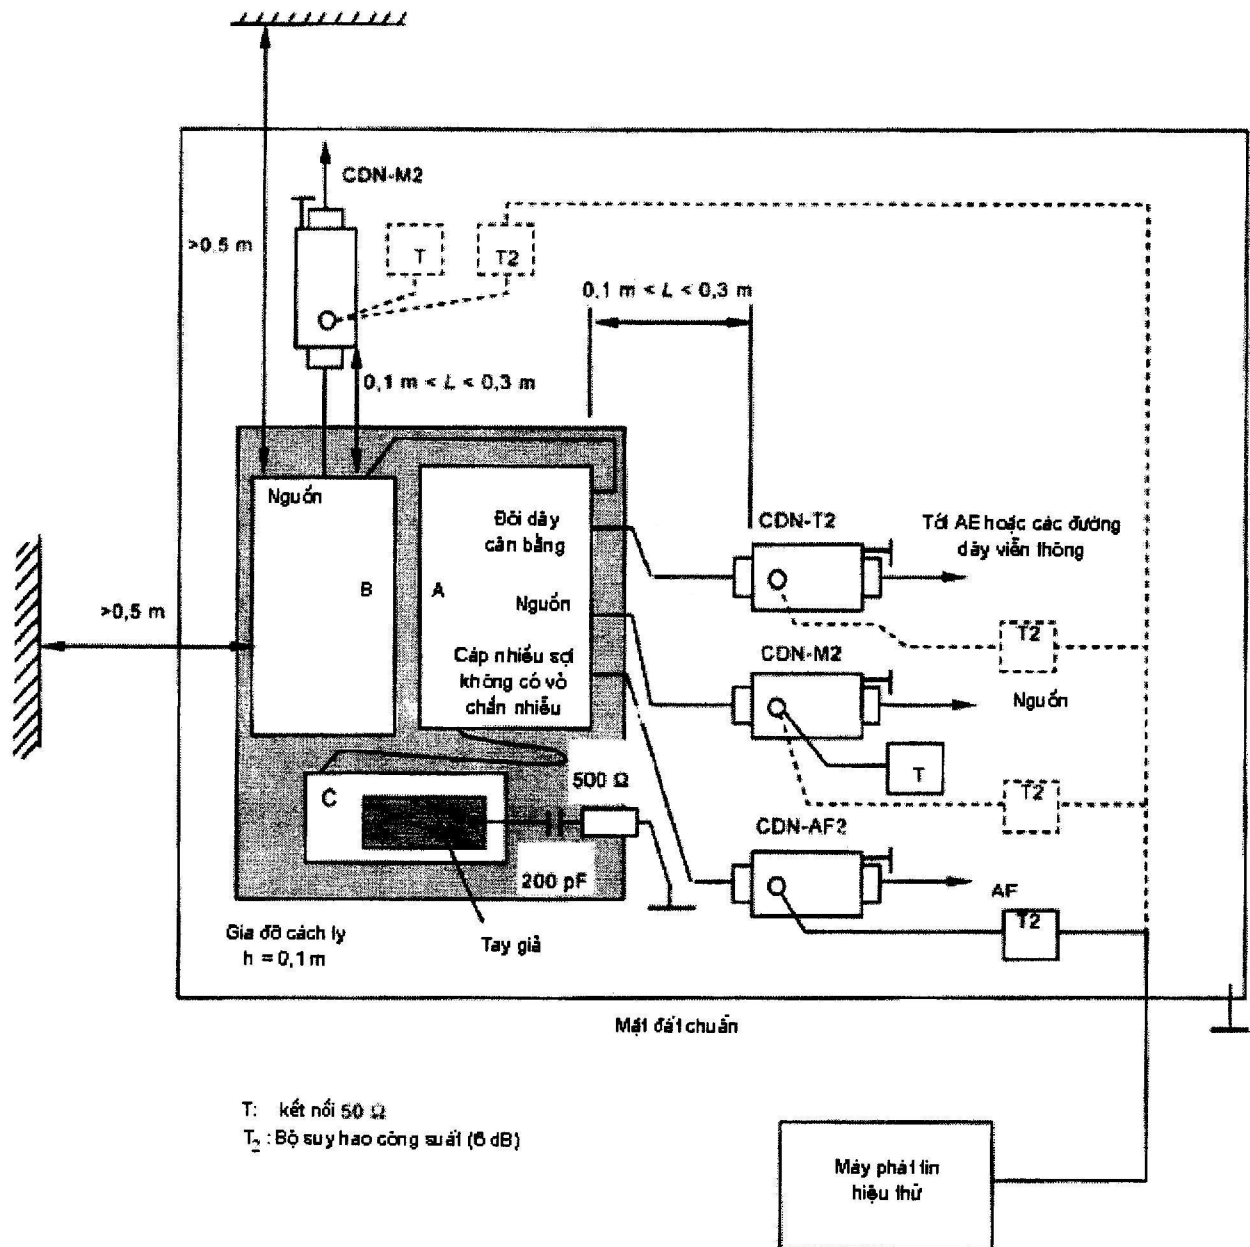 CDN-M2
>0,5 m
T
T2
0,1 m < L < 0,3 m
0,1 m < L < 0,3 m
Nguồn
B
A
Đôi dây
cân bằng
Nguồn
Cáp nhiều sợi
không có vỏ
chắn nhiễu
CDN-T2
Tới AE hoặc các đường
dây viễn thông
T2
>0,5 m
CDN-M2
Nguồn
T
T2
C
500 Ω
200 pF
CDN-AF2
AF
T2
Giá đỡ cách ly
h = 0,1 m
Tay giả
Mặt đất chuẩn
T: kết nối 50 Ω
T2 : Bộ suy hao công suất (6 dB)
Máy phát tín
hiệu thử